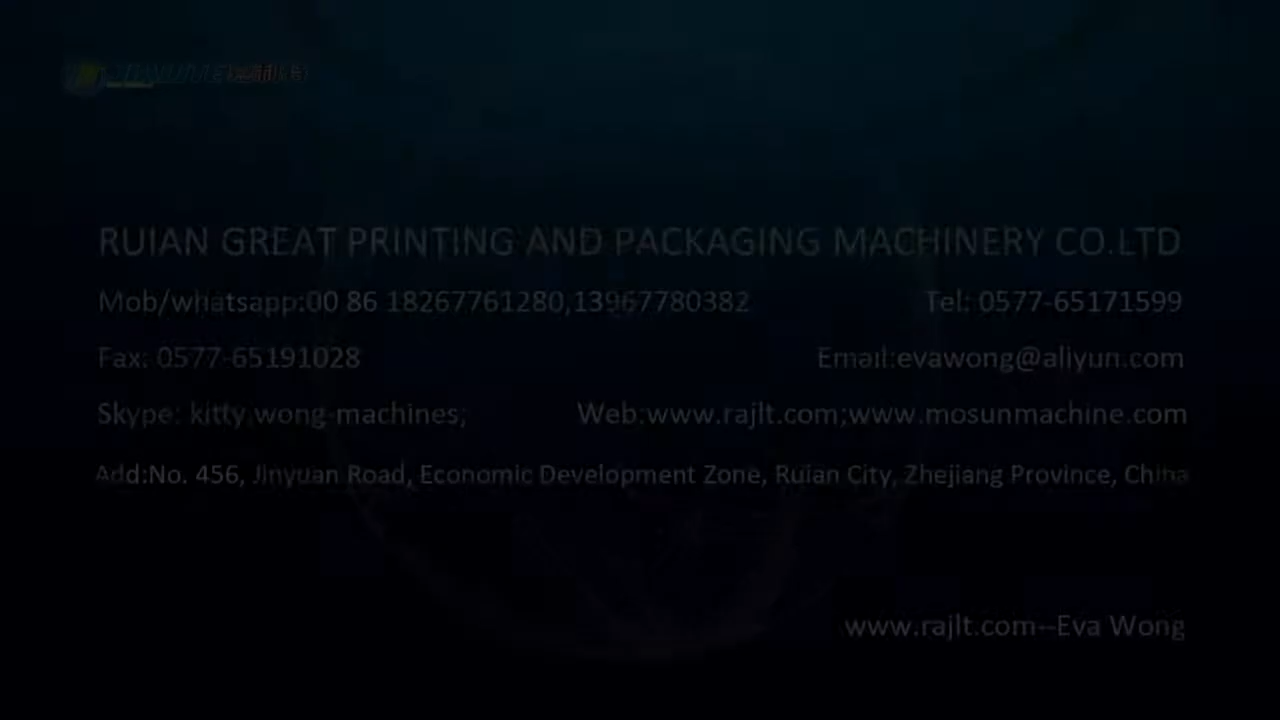 RUIAN GREAT PRINTING AND PACKAGING MACHINERY CO.LTD
Mob/whatsapp:00 86 18267761280,13967780382 Tel: 0577-65171599
Fax: 0577-65191028 Email:evawong@aliyun.com
Skype: kitty.wong-machines; Web:www.rajlt.com;www.mosunmachine.com
Add:No. 456, Jinyuan Road, Economic Development Zone, Ruian City, Zhejiang Province, China
www.rajlt.com--Eva Wong